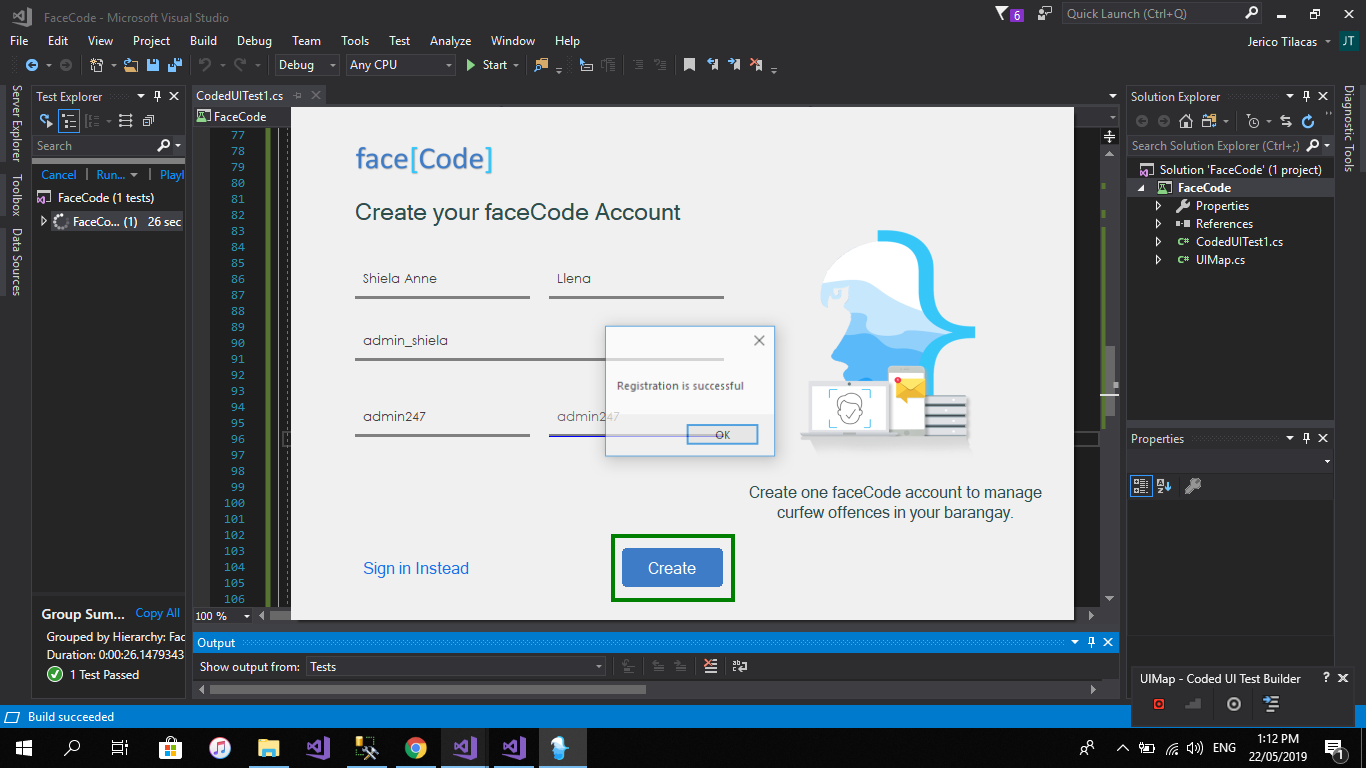 FaceCode - Microsoft Visual Studio
6
Quick Launch (Ctrl+Q)
File Edit View Project Build Debug Team Tools Test Analyze Window Help
Jerico Tilacas
JT
Debug
Any CPU
Start
Server Explorer
Toolbox
Data Sources
Test Explorer
Search
Cancel
Run...
Playl
FaceCode (1 tests)
FaceCo... (1) 26 sec
Group Sum...
Copy All
Grouped by Hierarchy: Fac
Duration: 0:00:26.1479343
1 Test Passed
CodedUITest1.cs
FaceCode
77
78
79
80
81
82
83
84
85
86
87
88
89
90
91
92
93
94
95
96
97
98
99
100
101
102
103
104
105
106
100 %
face[Code]
Create your faceCode Account
Shiela Anne
Llena
admin_shiela
admin247
admin247
Registration is successful
OK
Create one faceCode account to manage
curfew offences in your barangay.
Sign in Instead
Create
Output
Show output from:
Tests
Solution Explorer
Search Solution Explorer (Ctrl+;)
Solution 'FaceCode' (1 project)
FaceCode
Properties
References
C# CodedUITest1.cs
C# UIMap.cs
Diagnostic Tools
Properties
UIMap - Coded UI Test Builder
?
Build succeeded
ENG
1:12 PM
22/05/2019
1